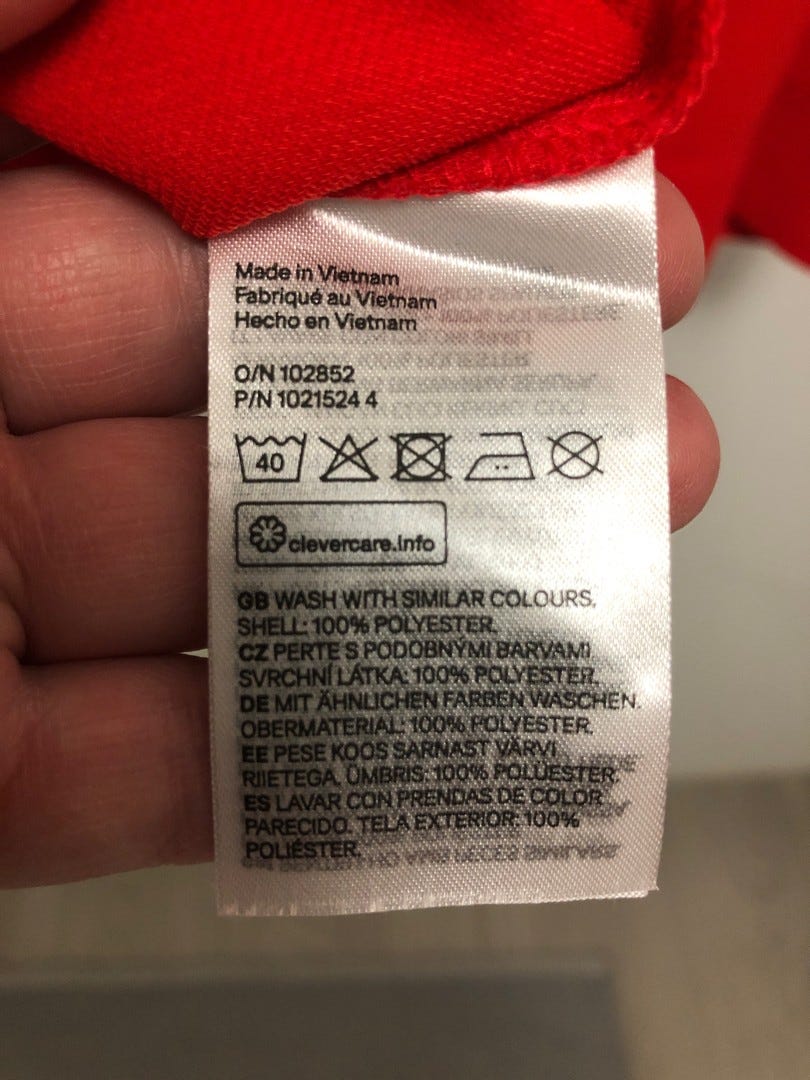 Made in Vietnam
Fabriqué au Vietnam
Hecho en Vietnam
O/N 102852
P/N 1021524 4
40
clevercare.info
GB WASH WITH SIMILAR COLOURS.
SHELL: 100% POLYESTER.
CZ PERTE S PODOBNÝMI BARVAMI
SVRCHNÍ LÁTKA: 100% POLYESTER.
DE MIT ÄHNLICHEN FARBEN WASCHEN.
OBERMATERIAL: 100% POLYESTER.
EE PESE KOOS SARNAST VÄRVI
RIIETEGA. ÜMBRIS: 100% POLÜESTER.
ES LAVAR CON PRENDAS DE COLOR
PARECIDO. TELA EXTERIOR: 100%
POLIÉSTER.